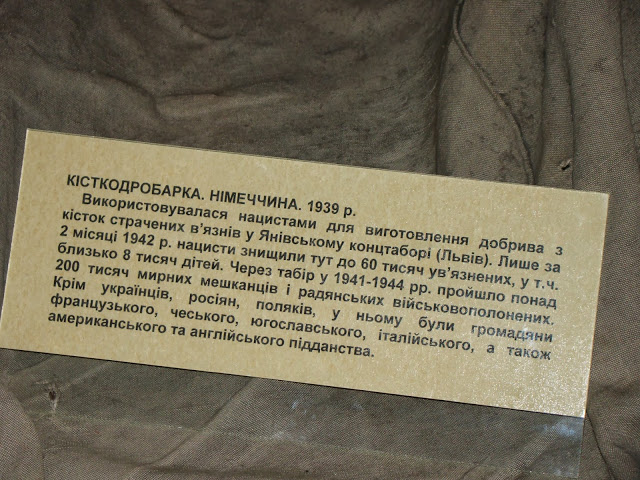 КІСТКОДРОБАРКА. НІМЕЧЧИНА. 1939 р.
Використовувалася нацистами для виготовлення добрива з
кісток страчених в'язнів у Янівському концтаборі (Львів). Лише за
2 місяці 1942 р. нацисти знищили тут до 60 тисяч ув'язнених, у т.ч.
близько 8 тисяч дітей. Через табір у 1941-1944 рр. пройшло понад
200 тисяч мирних мешканців і радянських військовополонених.
Крім українців, росіян, поляків, у ньому були громадяни
французького, чеського, югославського, італійського, а також
американського та англійського підданства.